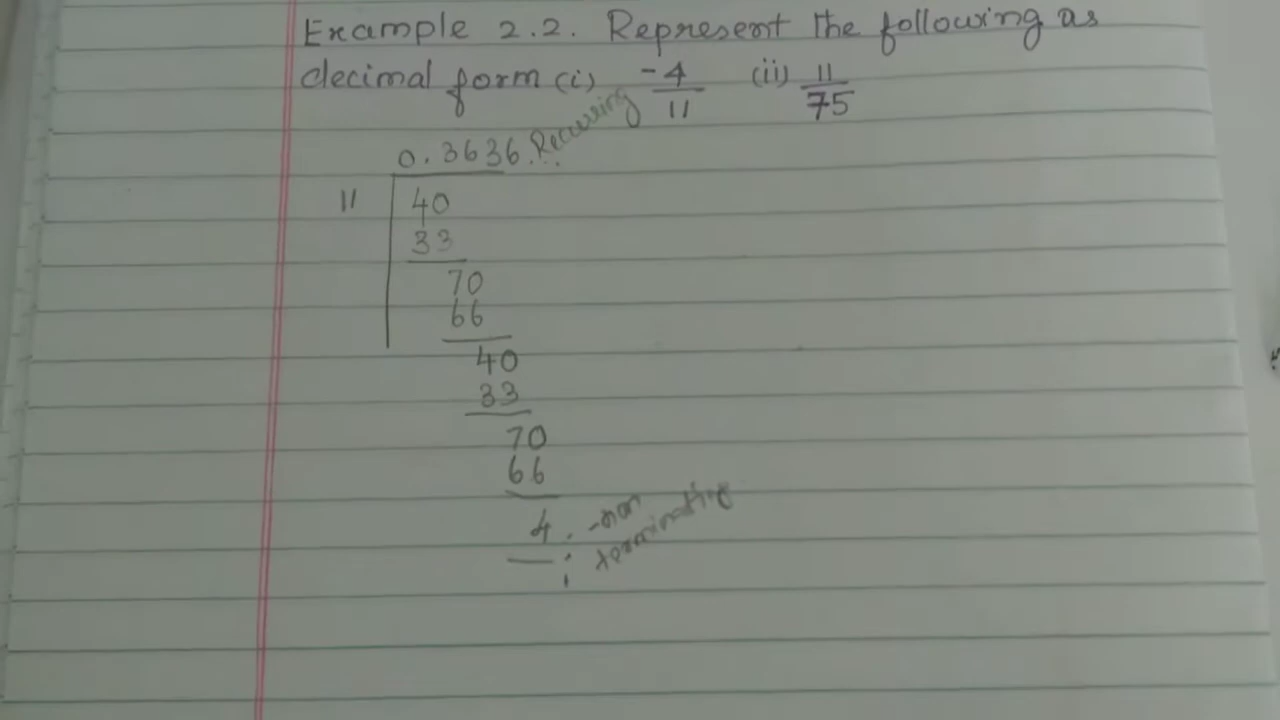 Example 2.2. Represent the following as
decimal form (i) -4/11 (ii) 11/75
0.3636... Recurring
11 40
33
70
66
40
33
70
66
4 - non
terminating